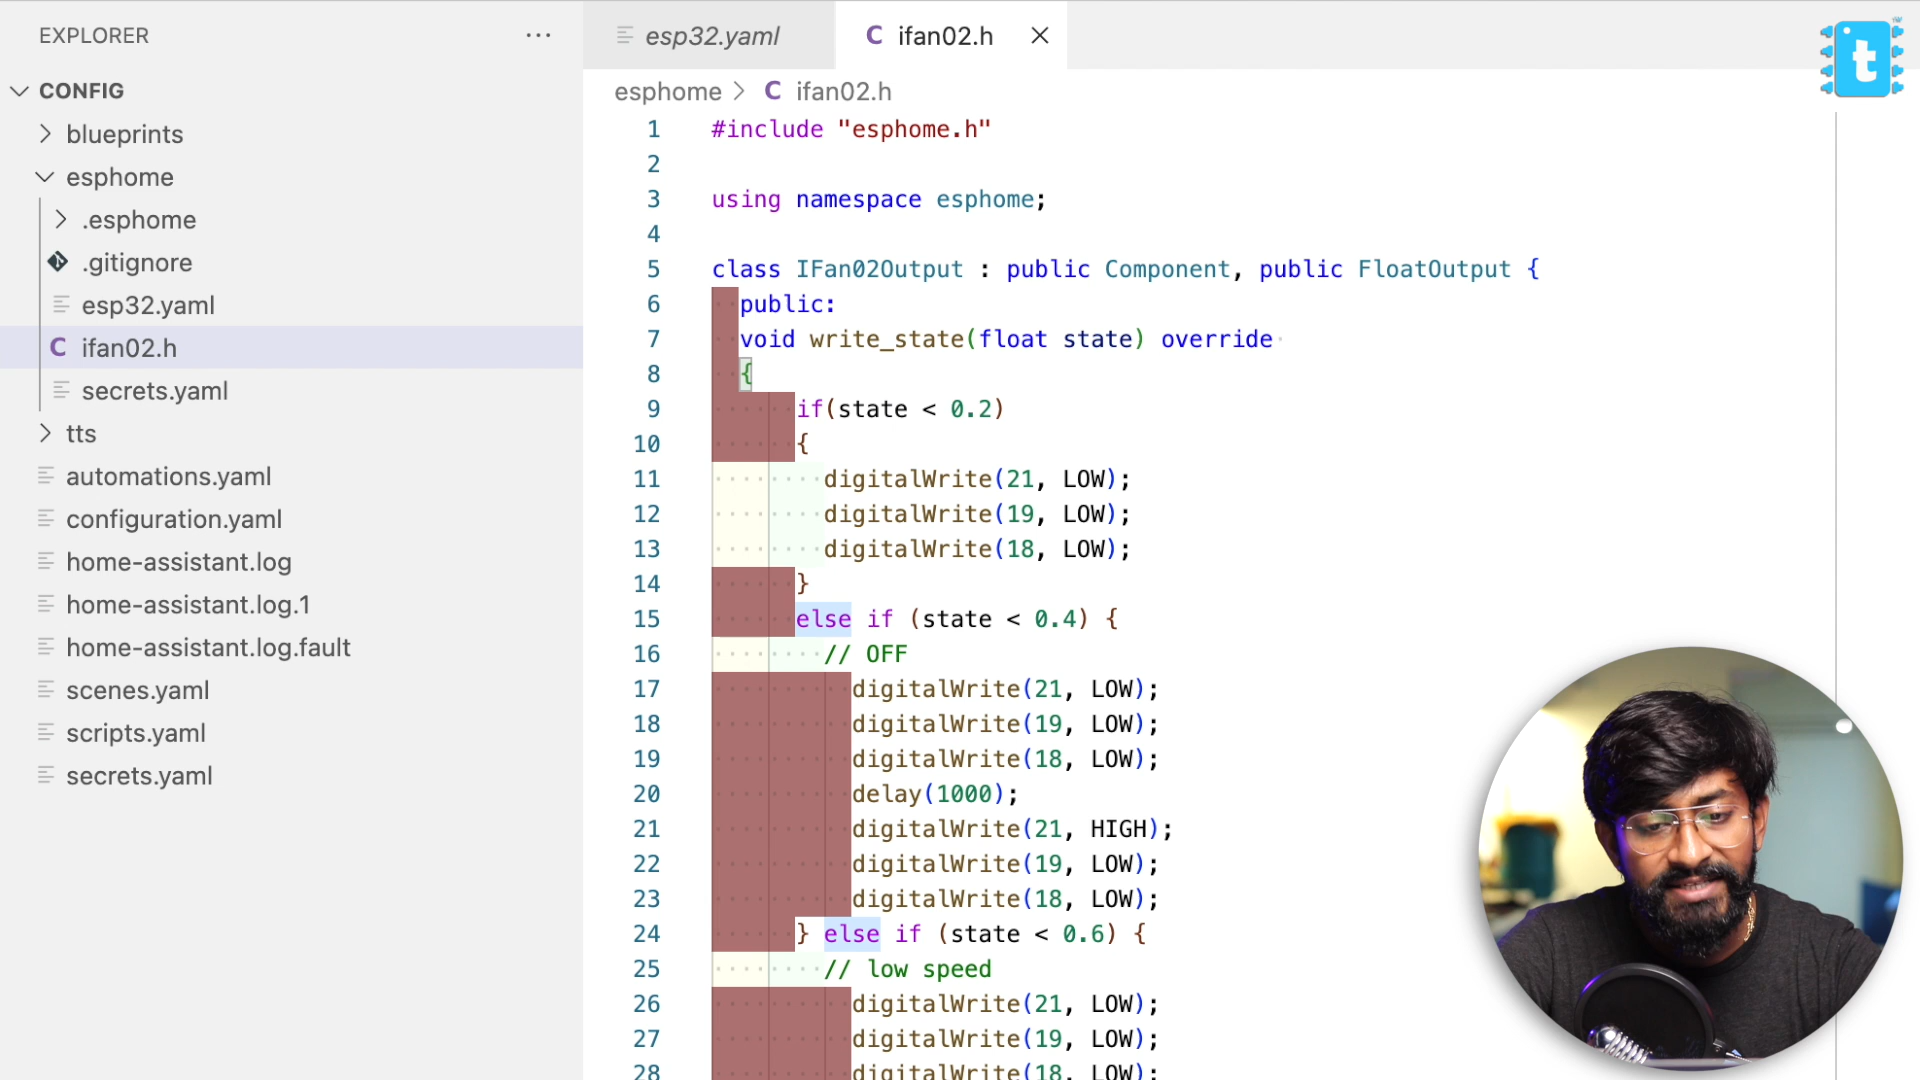 EXPLORER
CONFIG
blueprints
esphome
.esphome
.gitignore
esp32.yaml
ifan02.h
secrets.yaml
tts
automations.yaml
configuration.yaml
home-assistant.log
home-assistant.log.1
home-assistant.log.fault
scenes.yaml
scripts.yaml
secrets.yaml
esp32.yaml
C ifan02.h
esphome > C ifan02.h
1 #include "esphome.h"
2
3 using namespace esphome;
4
5 class IFan02Output : public Component, public FloatOutput {
6 public:
7 void write_state(float state) override
8 {
9 if(state < 0.2)
10 {
11 digitalWrite(21, LOW);
12 digitalWrite(19, LOW);
13 digitalWrite(18, LOW);
14 }
15 else if (state < 0.4) {
16 // OFF
17 digitalWrite(21, LOW);
18 digitalWrite(19, LOW);
19 digitalWrite(18, LOW);
20 delay(1000);
21 digitalWrite(21, HIGH);
22 digitalWrite(19, LOW);
23 digitalWrite(18, LOW);
24 } else if (state < 0.6) {
25 // low speed
26 digitalWrite(21, LOW);
27 digitalWrite(19, LOW);
28 digitalWrite(18, LOW);
t